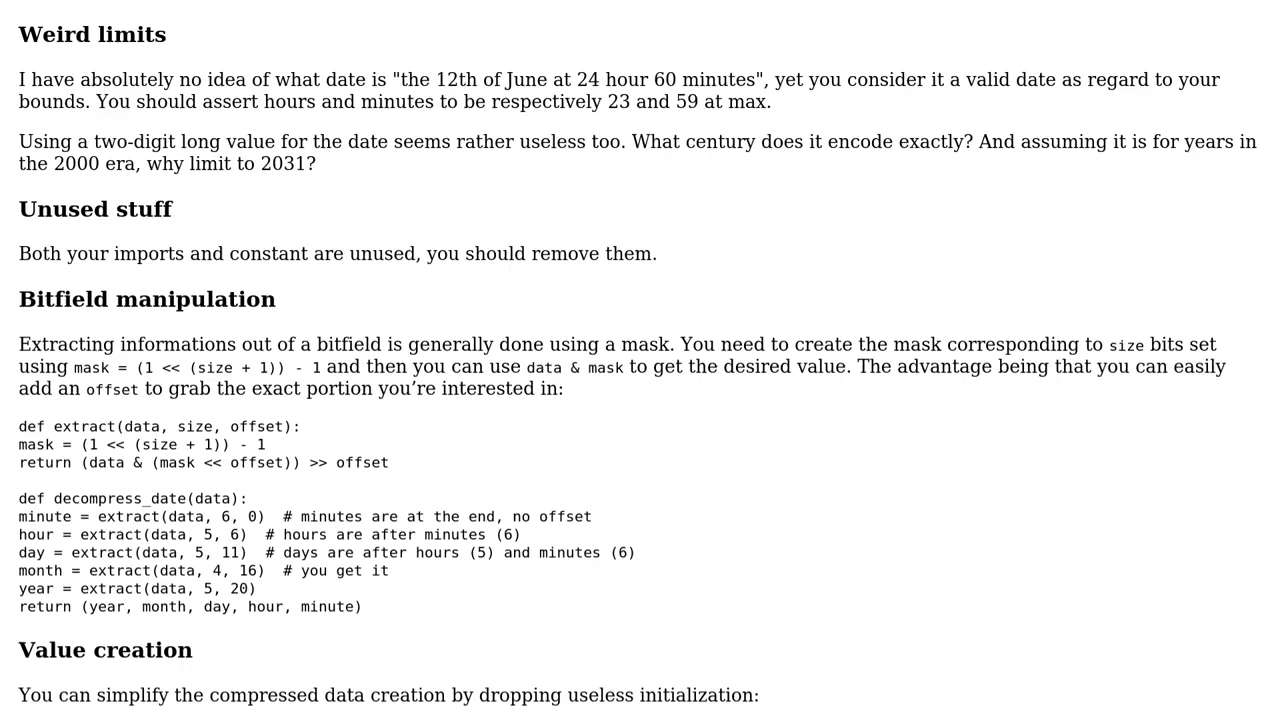 Weird limits
I have absolutely no idea of what date is "the 12th of June at 24 hour 60 minutes", yet you consider it a valid date as regard to your
bounds. You should assert hours and minutes to be respectively 23 and 59 at max.
Using a two-digit long value for the date seems rather useless too. What century does it encode exactly? And assuming it is for years in
the 2000 era, why limit to 2031?
Unused stuff
Both your imports and constant are unused, you should remove them.
Bitfield manipulation
Extracting informations out of a bitfield is generally done using a mask. You need to create the mask corresponding to size bits set
using mask = (1 << (size + 1)) - 1 and then you can use data & mask to get the desired value. The advantage being that you can easily
add an offset to grab the exact portion you’re interested in:
def extract(data, size, offset):
mask = (1 << (size + 1)) - 1
return (data & (mask << offset)) >> offset
def decompress_date(data):
minute = extract(data, 6, 0)  # minutes are at the end, no offset
hour = extract(data, 5, 6)  # hours are after minutes (6)
day = extract(data, 5, 11)  # days are after hours (5) and minutes (6)
month = extract(data, 4, 16)  # you get it
year = extract(data, 5, 20)
return (year, month, day, hour, minute)
Value creation
You can simplify the compressed data creation by dropping useless initialization: